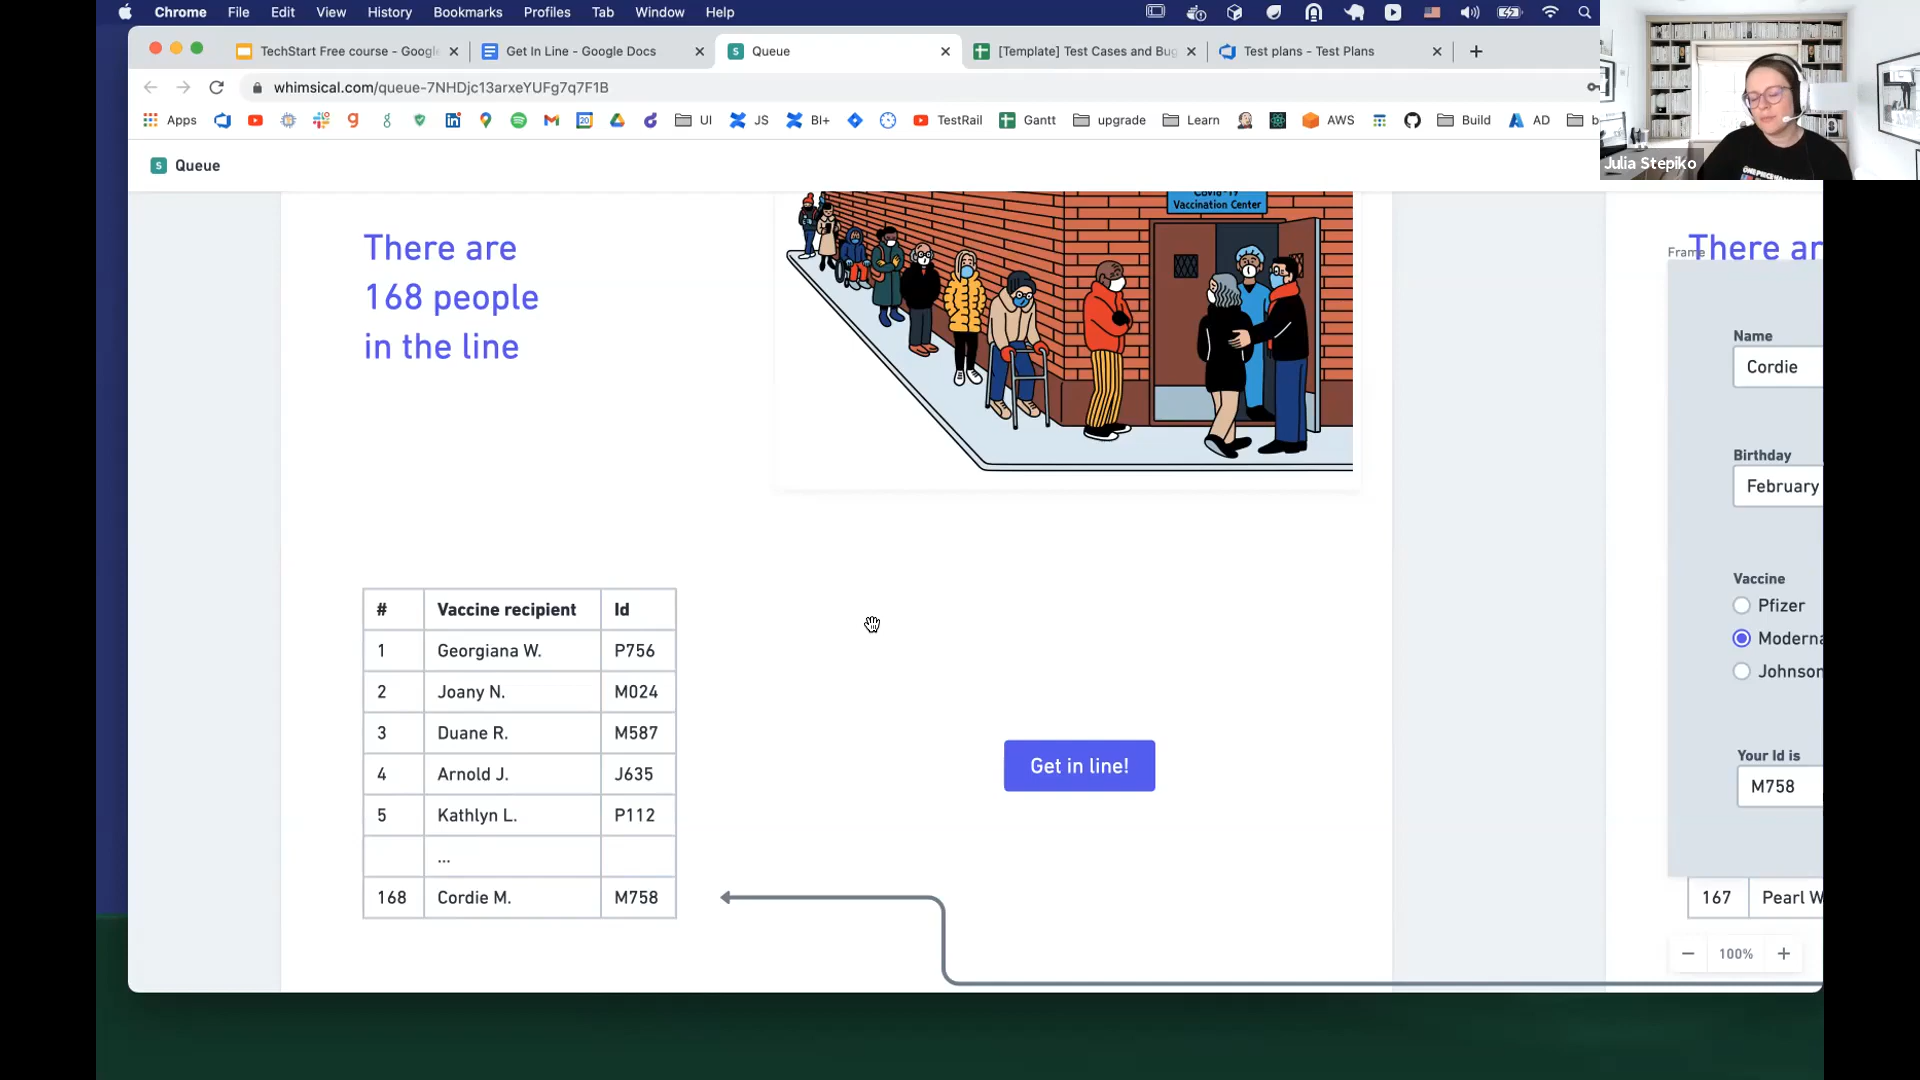 Chrome File Edit View History Bookmarks Profiles Tab Window Help
TechStart Free course - Google
Get In Line - Google Docs
Queue
[Template] Test Cases and Bug
Test plans - Test Plans
whimsical.com/queue-7NHDjc13arxeYUFg7q7F1B
Apps UI JS BI+ TestRail Gantt upgrade Learn AWS Build AD
Julia Stepiko
Queue
Covid-19
Vaccination Center
There are
168 people
in the line
# Vaccine recipient Id
1 Georgiana W. P756
2 Joany N. M024
3 Duane R. M587
4 Arnold J. J635
5 Kathlyn L. P112
...
168 Cordie M. M758
Get in line!
Frame
There ar
Name
Cordie
Birthday
February
Vaccine
Pfizer
Moderna
Johnson
Your Id is
M758
167 Pearl W
100%